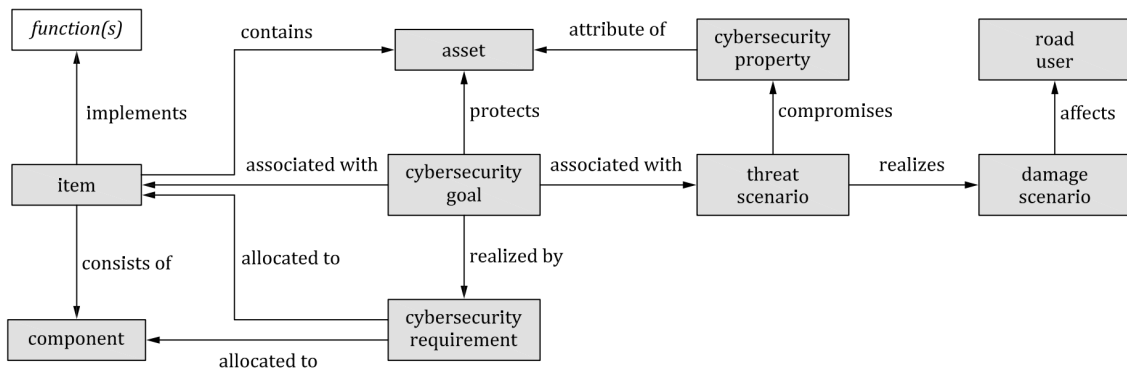 function(s)
contains
asset
attribute of
cybersecurity
property
road
user
implements
protects
compromises
affects
item
associated with
cybersecurity
goal
associated with
threat
scenario
realizes
damage
scenario
consists of
allocated to
realized by
component
cybersecurity
requirement
allocated to